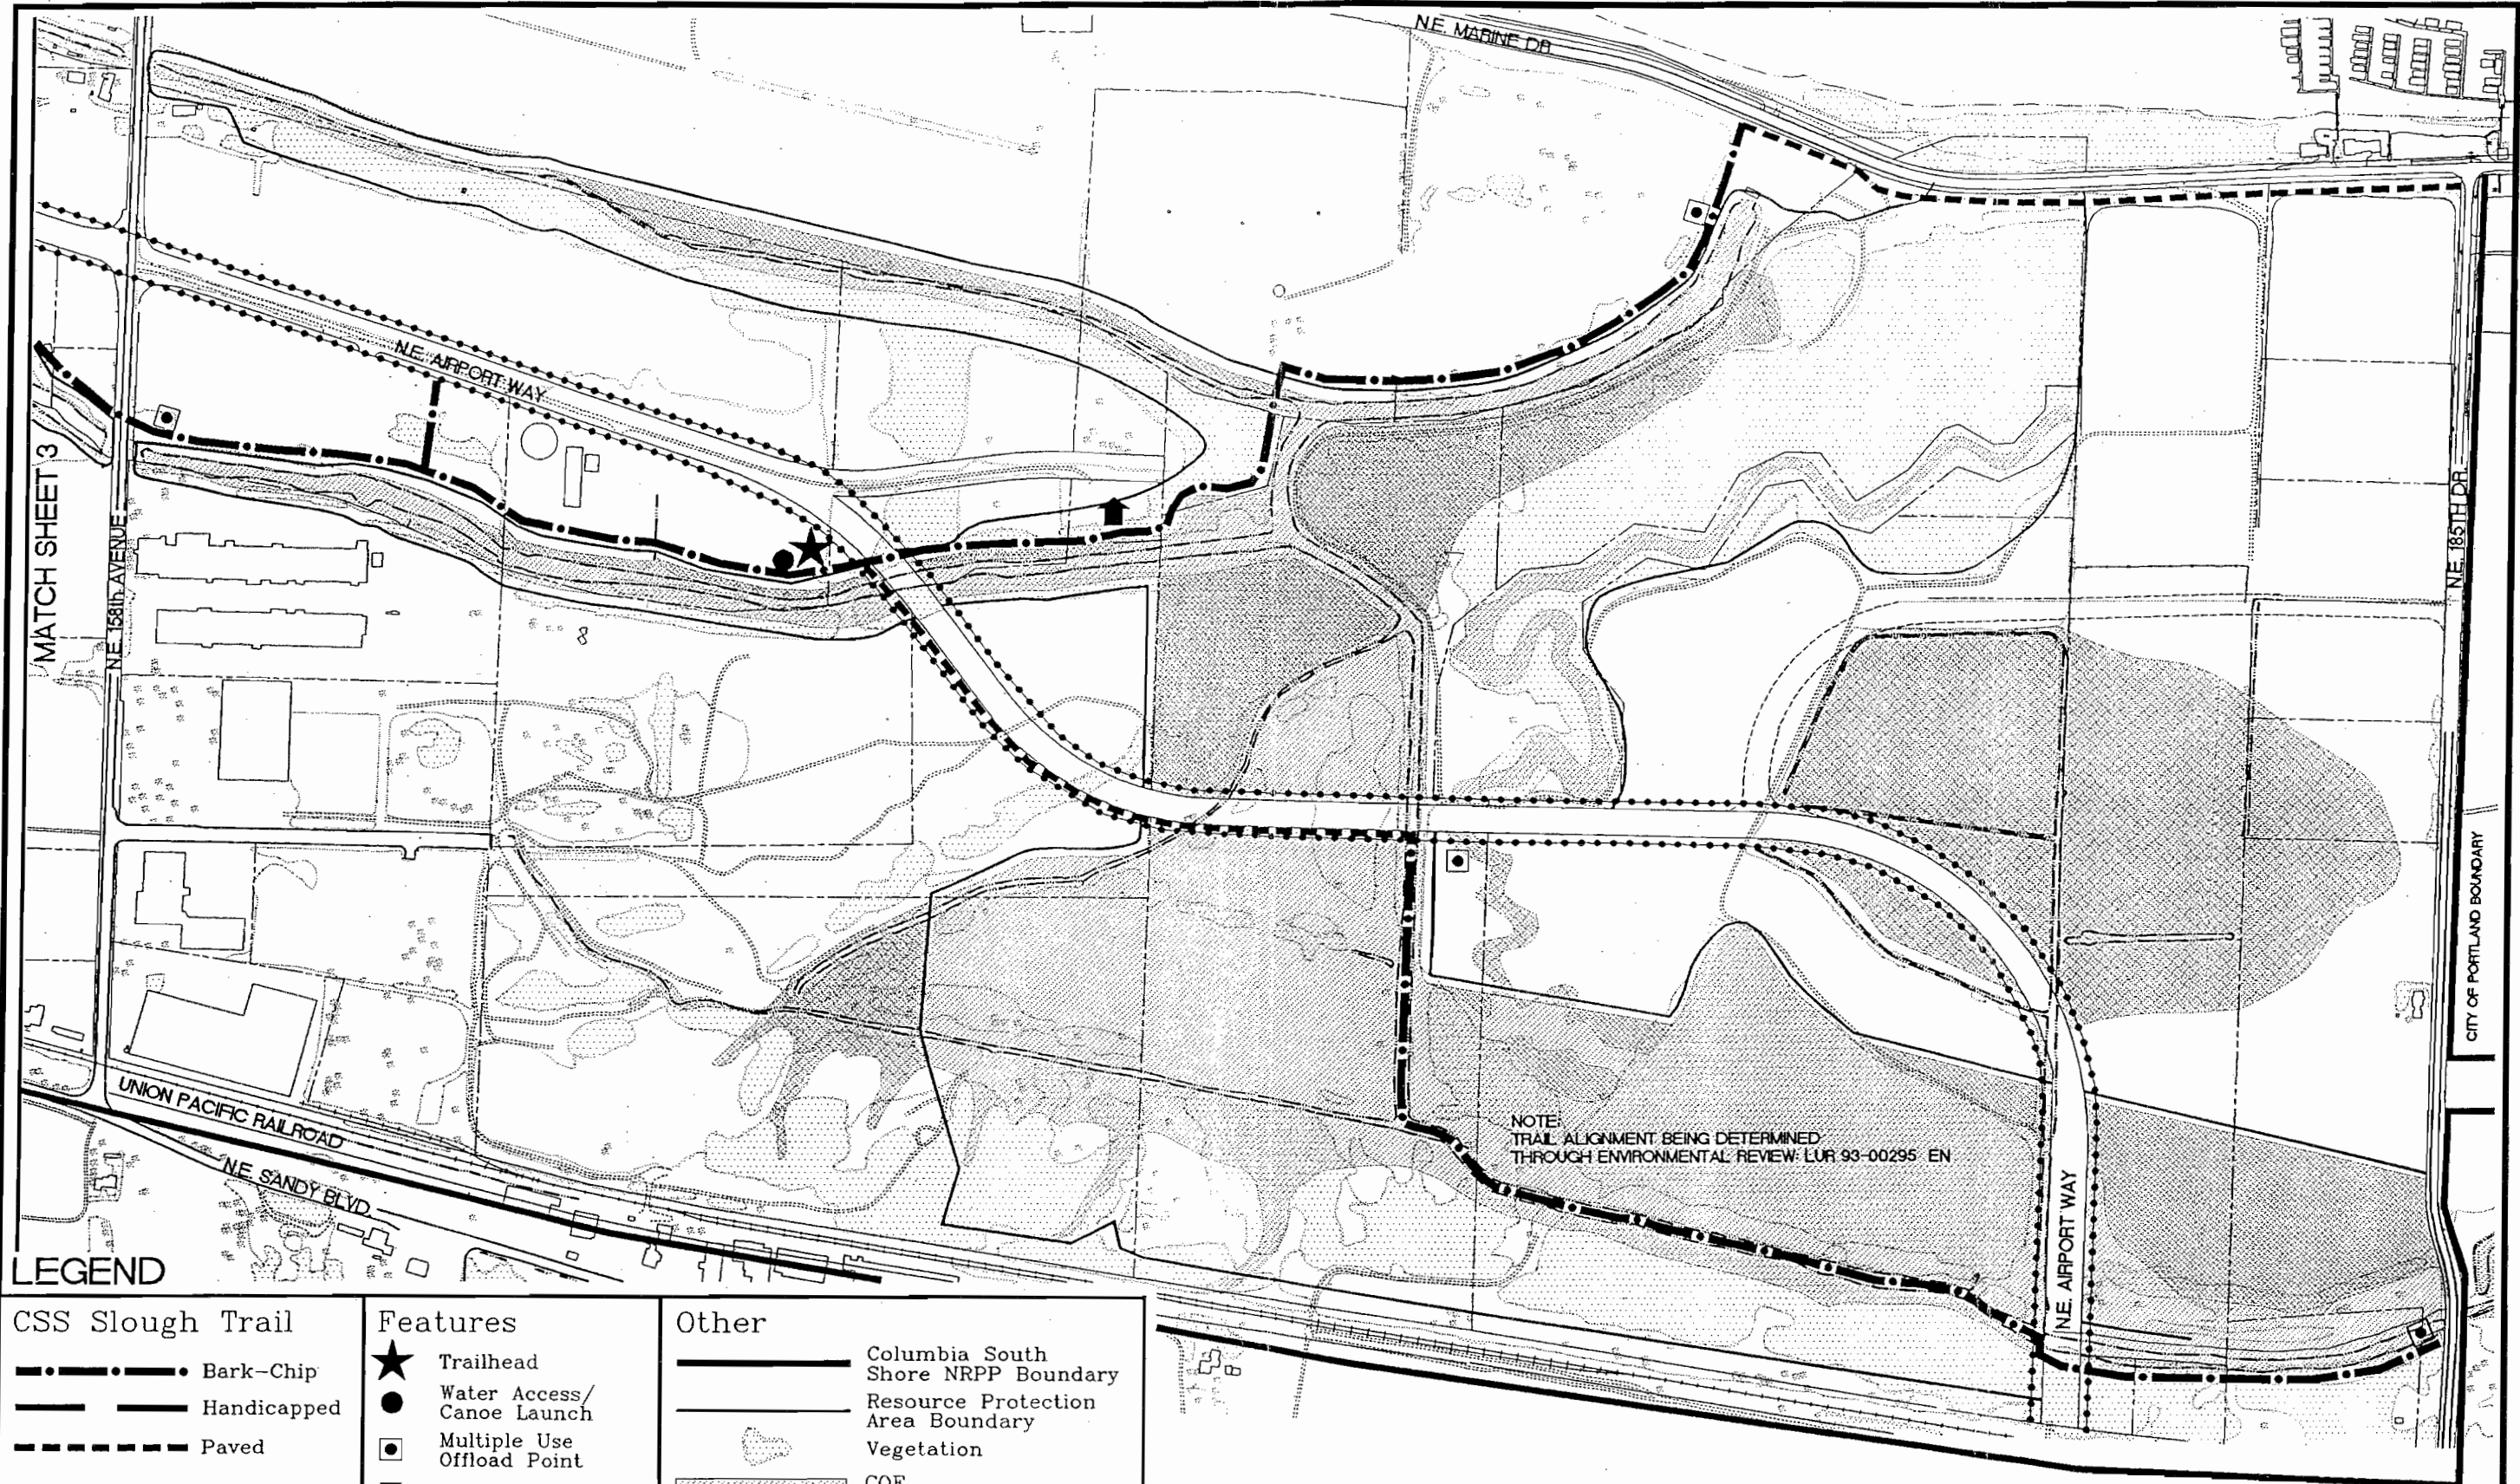 N.E. MARINE DR.
N.E. AIRPORT WAY
MATCH SHEET 3
N.E. 158th AVENUE
8
N.E. 185TH DR.
CITY OF PORTLAND BOUNDARY
NOTE:
TRAIL ALIGNMENT BEING DETERMINED
THROUGH ENVIRONMENTAL REVIEW: LUR 93-00295 EN
UNION PACIFIC RAILROAD
N.E. SANDY BLVD.
N.E. AIRPORT WAY
LEGEND
CSS Slough Trail
Bark-Chip
Handicapped
Paved
Features
Trailhead
Water Access/
Canoe Launch
Multiple Use
Offload Point
Other
Columbia South
Shore NRPP Boundary
Resource Protection
Area Boundary
Vegetation
COE